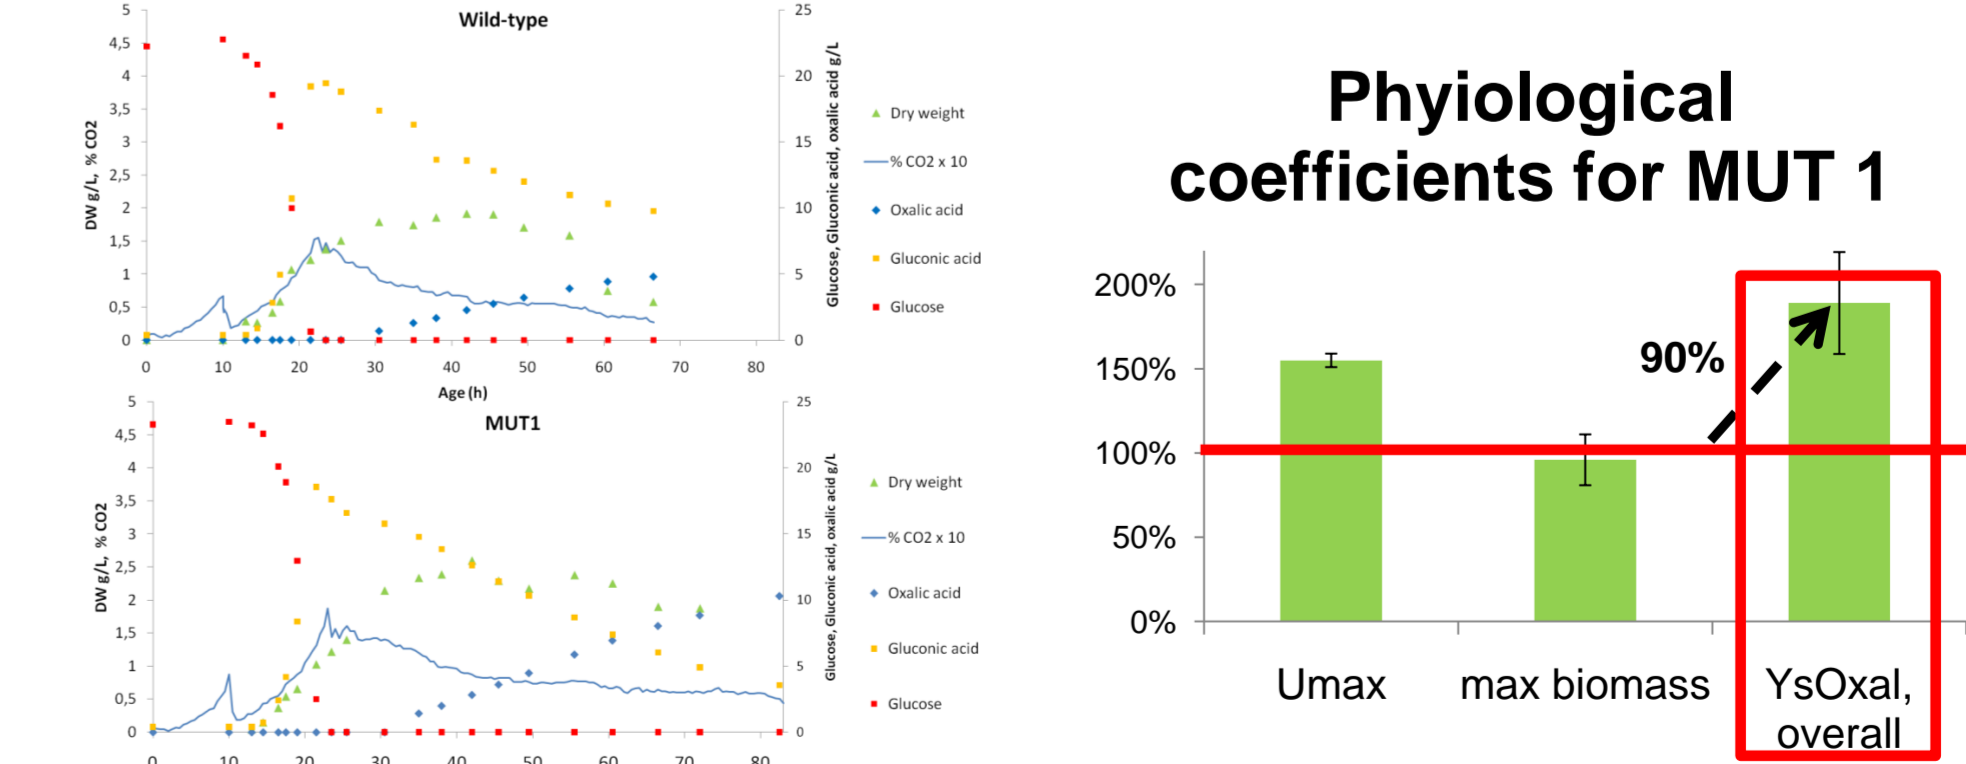 Wild-type
5
4,5
4
3,5
3
2,5
2
1,5
1
0,5
0
DW g/L, % CO2
25
20
15
10
5
0
Glucose, Gluconic acid, oxalic acid g/L
0 10 20 30 40 50 60 70 80
Age (h)
Dry weight
% CO2 x 10
Oxalic acid
Gluconic acid
Glucose
MUT1
5
4,5
4
3,5
3
2,5
2
1,5
1
0,5
0
DW g/L, % CO2
25
20
15
10
5
0
Glucose, Gluconic acid, oxalic acid g/L
0 10 20 30 40 50 60 70 80
Dry weight
% CO2 x 10
Oxalic acid
Gluconic acid
Glucose
Phyiological
coefficients for MUT 1
200%
150%
100%
50%
0%
90%
Umax max biomass YsOxal,
overall